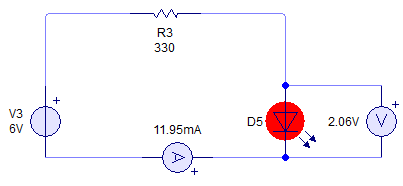 R3
330
V3
6V
11.95mA
A
D5
2.06V
V
+
+
+